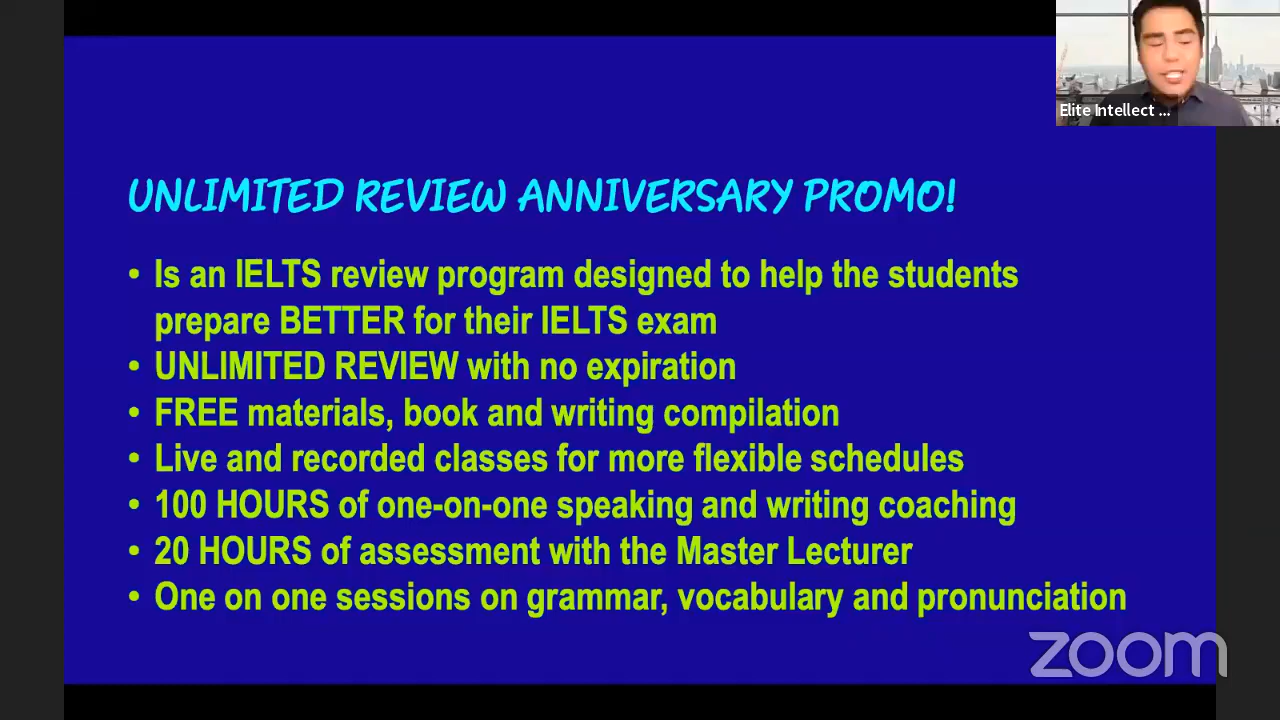 Elite Intellect ...
UNLIMITED REVIEW ANNIVERSARY PROMO!
• Is an IELTS review program designed to help the students
prepare BETTER for their IELTS exam
• UNLIMITED REVIEW with no expiration
• FREE materials, book and writing compilation
• Live and recorded classes for more flexible schedules
• 100 HOURS of one-on-one speaking and writing coaching
• 20 HOURS of assessment with the Master Lecturer
• One on one sessions on grammar, vocabulary and pronunciation
zoom